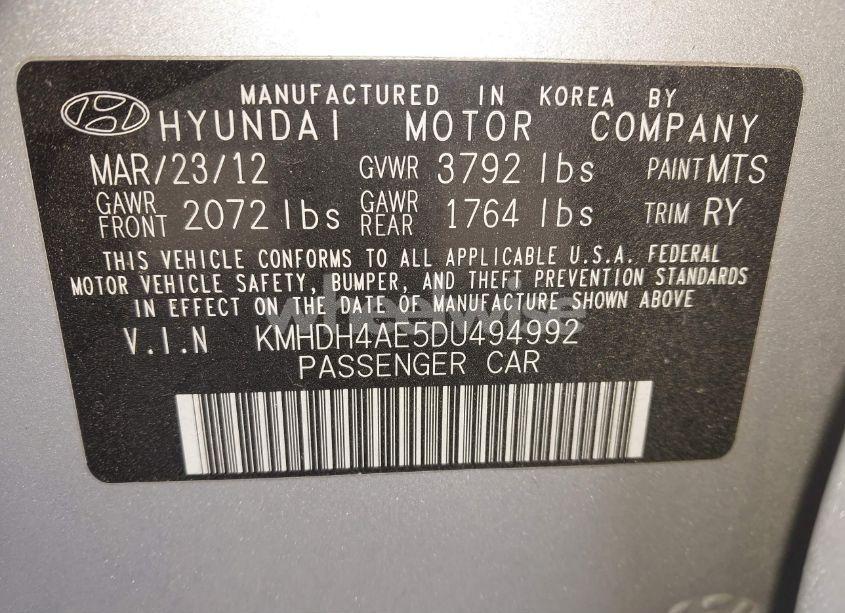 MANUFACTURED IN KOREA BY
HYUNDAI MOTOR COMPANY
MAR/23/12 GVWR 3792 lbs PAINT MTS
GAWR FRONT 2072 lbs GAWR REAR 1764 lbs TRIM RY
THIS VEHICLE CONFORMS TO ALL APPLICABLE U.S.A. FEDERAL
MOTOR VEHICLE SAFETY, BUMPER, AND THEFT PREVENTION STANDARDS
IN EFFECT ON THE DATE OF MANUFACTURE SHOWN ABOVE
wheelwise
V.I.N KMHDH4AE5DU494992
PASSENGER CAR